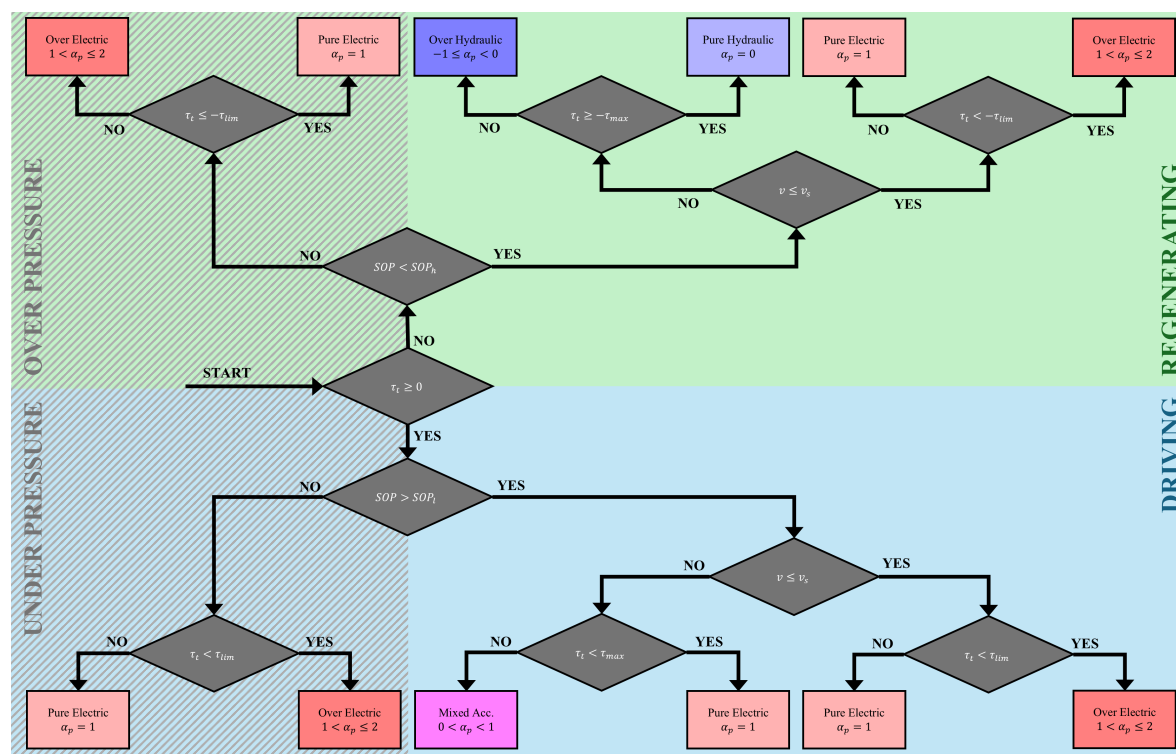 Over Electric
1 < α_p ≤ 2
Pure Electric
α_p = 1
Over Hydraulic
−1 ≤ α_p < 0
Pure Hydraulic
α_p = 0
Pure Electric
α_p = 1
Over Electric
1 < α_p ≤ 2
τ_t ≤ −τ_lim
NO
YES
τ_t ≥ −τ_max
NO
YES
τ_t < −τ_lim
NO
YES
v ≤ v_s
NO
YES
OVER PRESSURE
REGENERATING
SOP < SOP_h
NO
YES
NO
START
τ_t ≥ 0
YES
UNDER PRESSURE
DRIVING
SOP > SOP_l
NO
YES
v ≤ v_s
NO
YES
τ_t < τ_lim
NO
YES
τ_t < τ_max
NO
YES
τ_t < τ_lim
NO
YES
Pure Electric
α_p = 1
Over Electric
1 < α_p ≤ 2
Mixed Acc.
0 < α_p < 1
Pure Electric
α_p = 1
Pure Electric
α_p = 1
Over Electric
1 < α_p ≤ 2